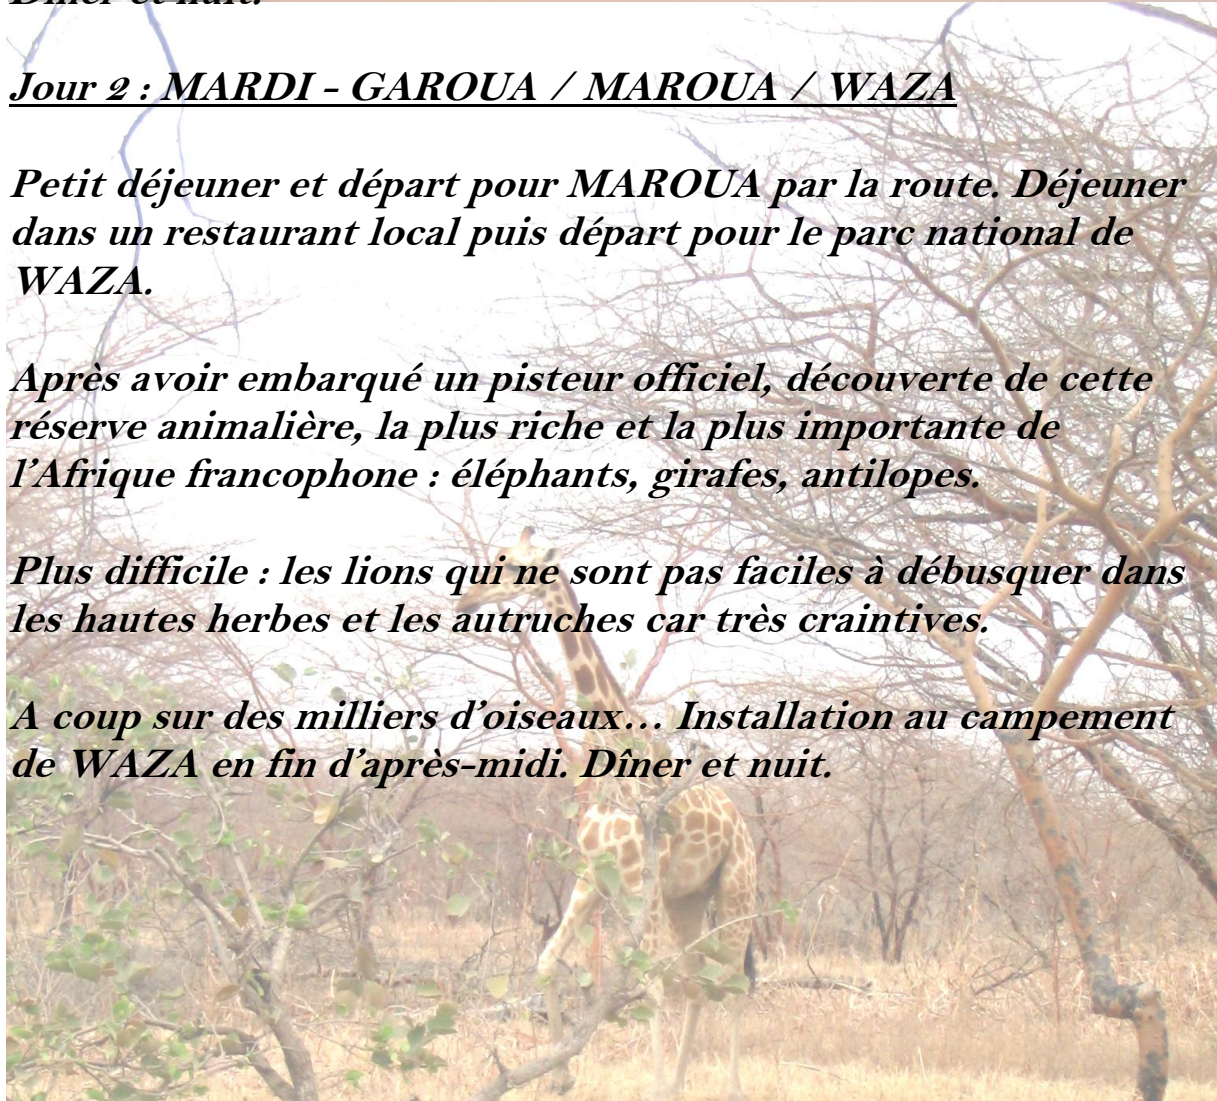 Dîner et nuit.
Jour 2 : MARDI - GAROUA / MAROUA / WAZA
Petit déjeuner et départ pour MAROUA par la route. Déjeuner
dans un restaurant local puis départ pour le parc national de
WAZA.
Après avoir embarqué un pisteur officiel, découverte de cette
réserve animalière, la plus riche et la plus importante de
l’Afrique francophone : éléphants, girafes, antilopes.
Plus difficile : les lions qui ne sont pas faciles à débusquer dans
les hautes herbes et les autruches car très craintives.
A coup sur des milliers d’oiseaux… Installation au campement
de WAZA en fin d’après-midi. Dîner et nuit.